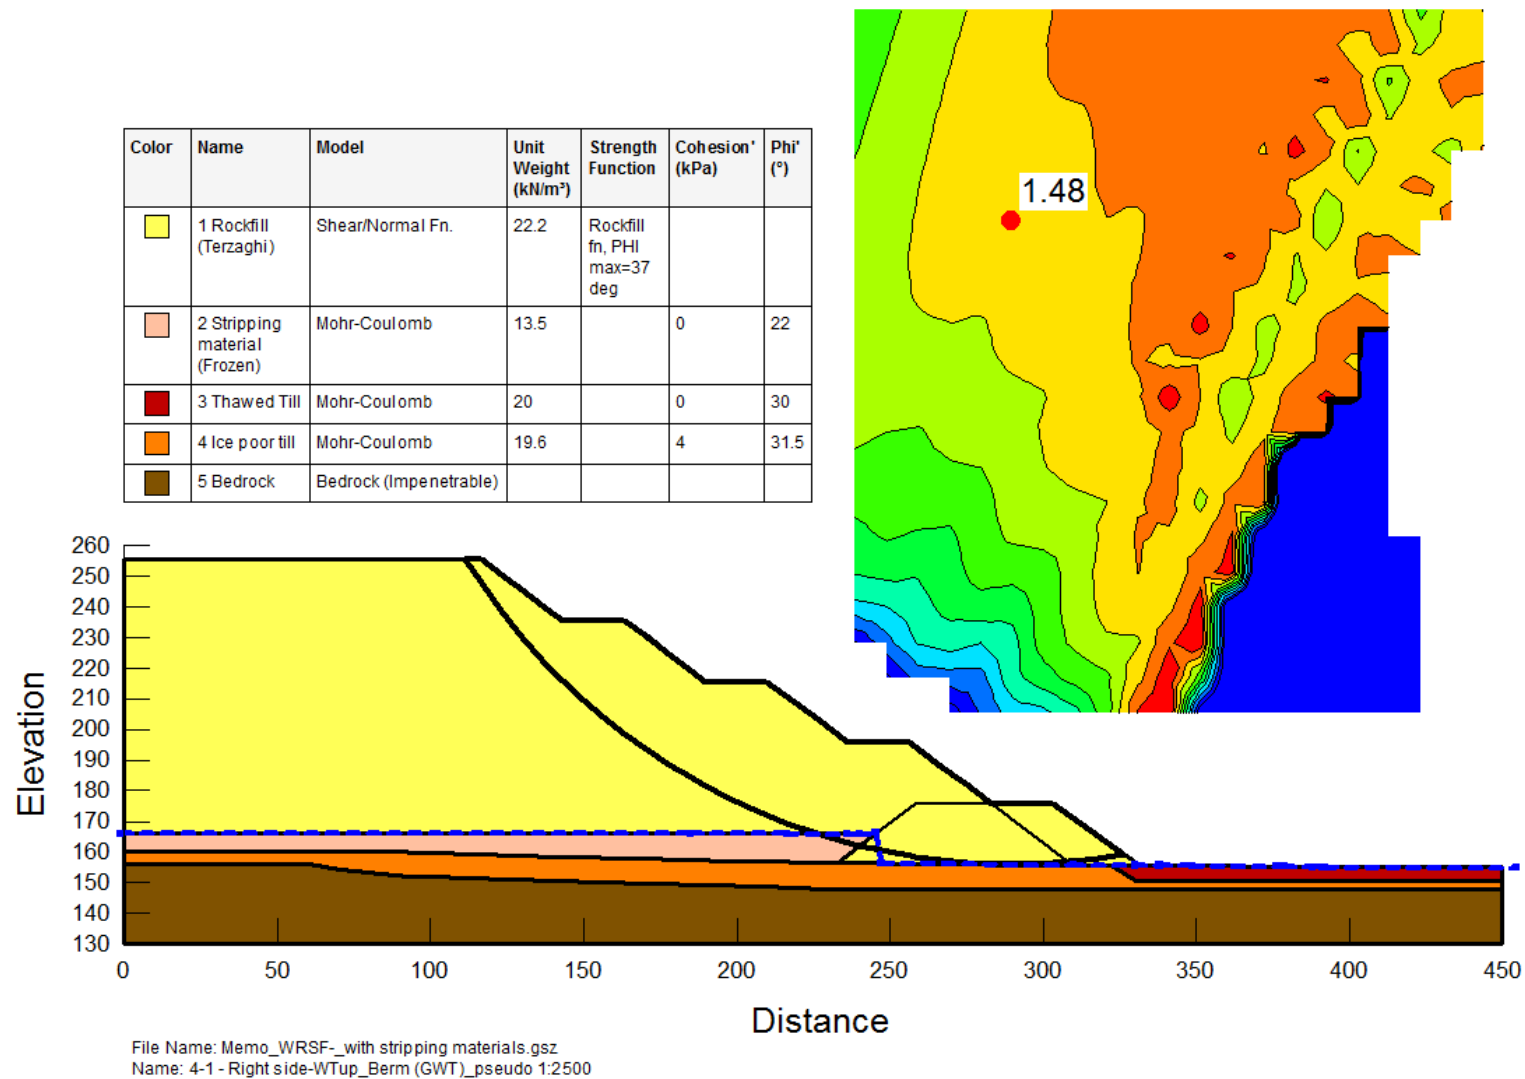 Color Name Model Unit Weight (kN/m³) Strength Function Cohesion' (kPa) Phi' (°)
1 Rockfill (Terzaghi) Shear/Normal Fn. 22.2 Rockfill fn, PHI max=37 deg
2 Stripping material (Frozen) Mohr-Coulomb 13.5 0 22
3 Thawed Till Mohr-Coulomb 20 0 30
4 Ice poor till Mohr-Coulomb 19.6 4 31.5
5 Bedrock Bedrock (Impenetrable)
1.48
260
250
240
230
220
210
200
190
180
170
160
150
140
130
Elevation
0 50 100 150 200 250 300 350 400 450
Distance
File Name: Memo_WRSF-_with stripping materials.gsz
Name: 4-1 - Right side-WTup_Berm (GWT)_pseudo 1:2500